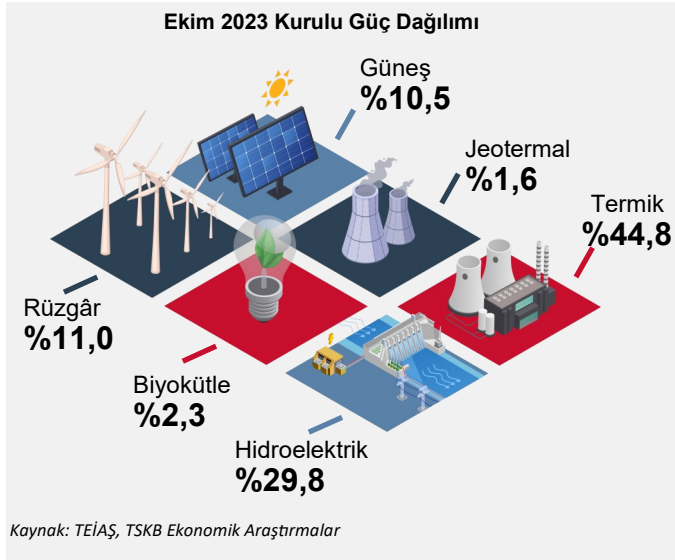 Ekim 2023 Kurulu Güç Dağılımı
Güneş
%10,5
Jeotermal
%1,6
Termik
%44,8
Rüzgâr
%11,0
Biyokütle
%2,3
Hidroelektrik
%29,8
Kaynak: TEİAŞ, TSKB Ekonomik Araştırmalar